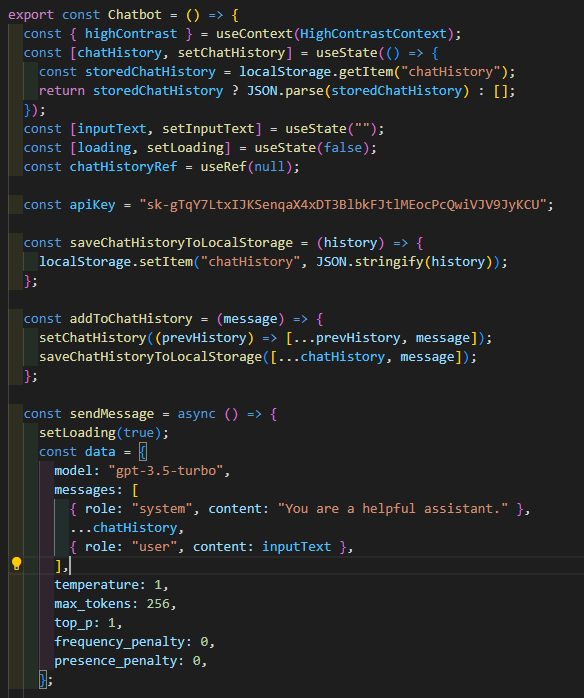 export const Chatbot = () => {
const { highContrast } = useContext(HighContrastContext);
const [chatHistory, setChatHistory] = useState(() => {
const storedChatHistory = localStorage.getItem("chatHistory");
return storedChatHistory ? JSON.parse(storedChatHistory) : [];
});
const [inputText, setInputText] = useState("");
const [loading, setLoading] = useState(false);
const chatHistoryRef = useRef(null);
const apiKey = "";
const saveChatHistoryToLocalStorage = (history) => {
localStorage.setItem("chatHistory", JSON.stringify(history));
};
const addToChatHistory = (message) => {
setChatHistory((prevHistory) => [...prevHistory, message]);
saveChatHistoryToLocalStorage([...chatHistory, message]);
};
const sendMessage = async () => {
setLoading(true);
const data = {
model: "gpt-3.5-turbo",
messages: [
{ role: "system", content: "You are a helpful assistant." },
...chatHistory,
{ role: "user", content: inputText },
],
temperature: 1,
max_tokens: 256,
top_p: 1,
frequency_penalty: 0,
presence_penalty: 0,
};